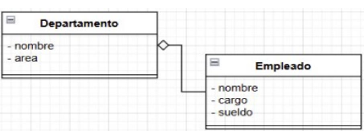 Departamento
- nombre
- area
Empleado
- nombre
- cargo
- sueldo